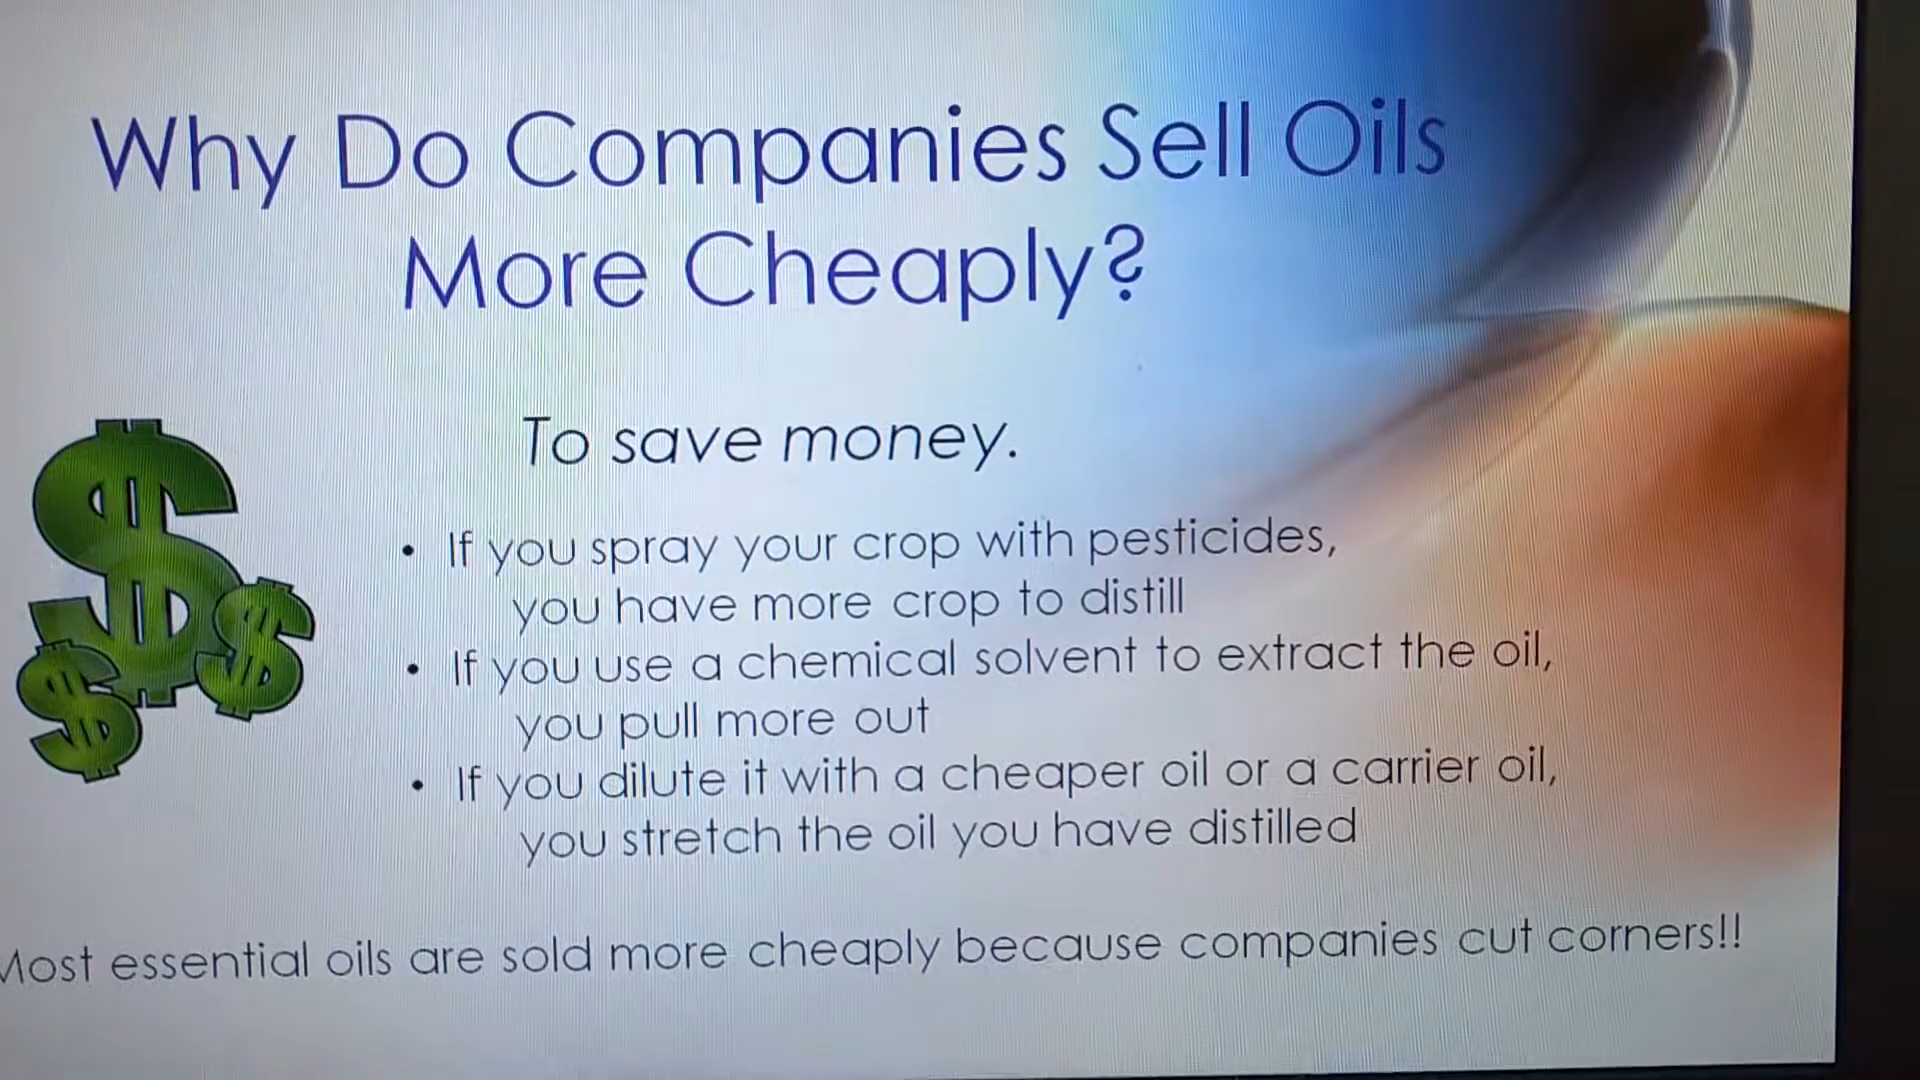 Why Do Companies Sell Oils
More Cheaply?
To save money.
• If you spray your crop with pesticides,
you have more crop to distill
• If you use a chemical solvent to extract the oil,
you pull more out
• If you dilute it with a cheaper oil or a carrier oil,
you stretch the oil you have distilled
Most essential oils are sold more cheaply because companies cut corners!!